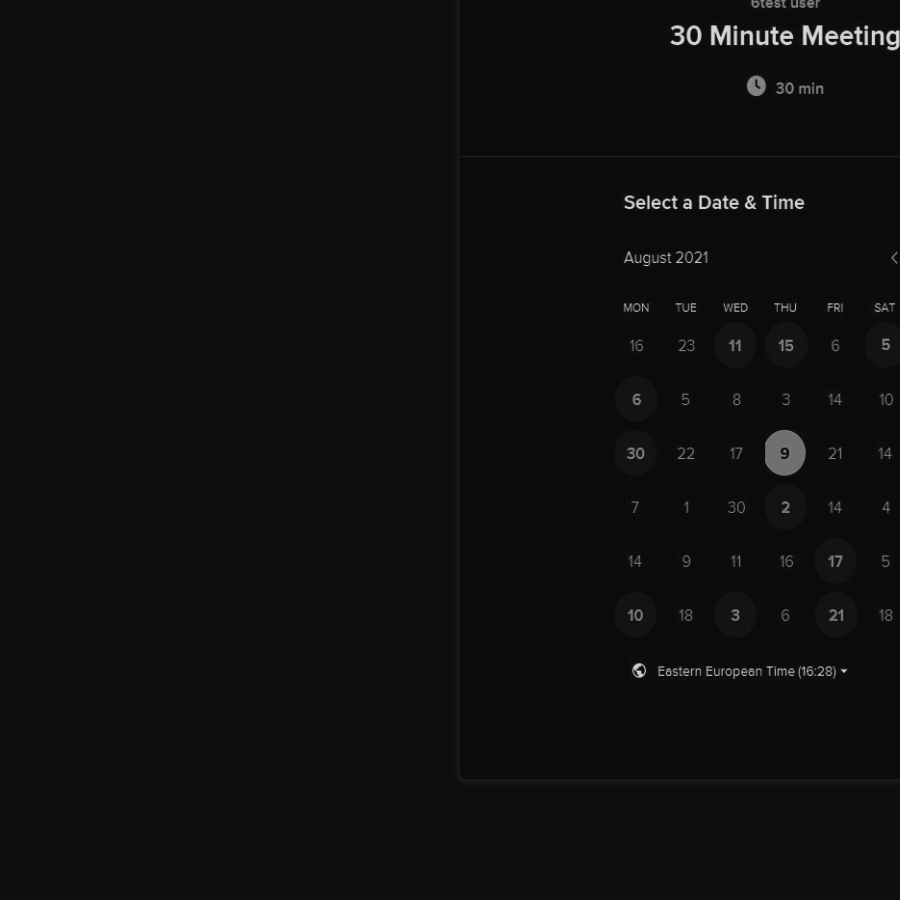 6test user
30 Minute Meeting
30 min
Select a Date & Time
August 2021
MON TUE WED THU FRI SAT
16 23 11 15 6 5
6 5 8 3 14 10
30 22 17 9 21 14
7 1 30 2 14 4
14 9 11 16 17 5
10 18 3 6 21 18
Eastern European Time (16:28)